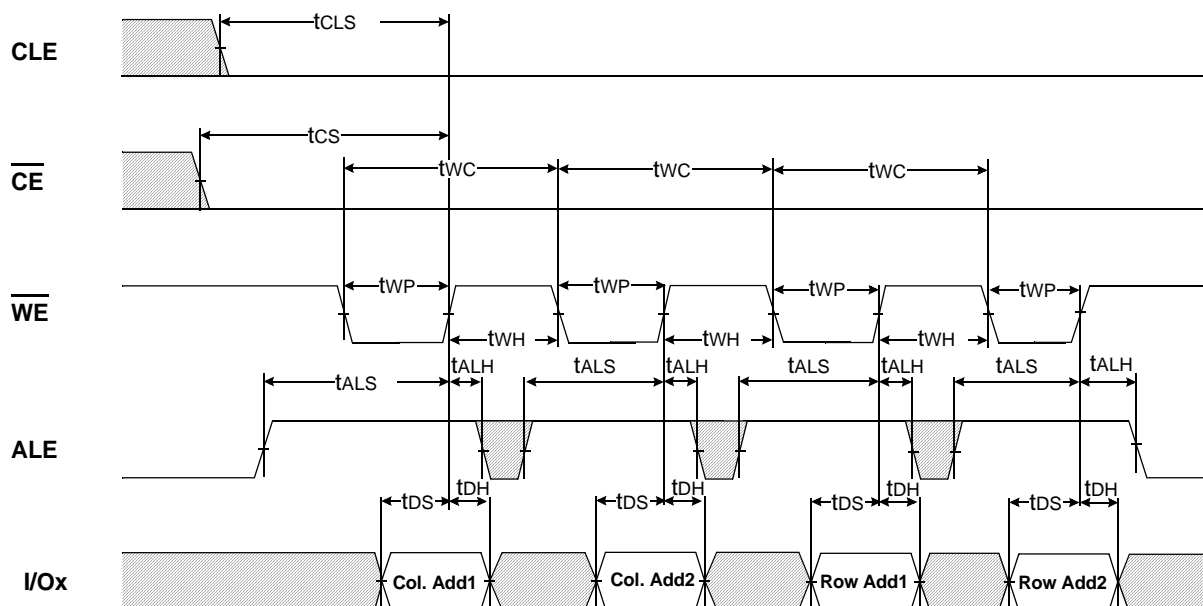 CLE
tCLS
CE
tCS
tWC tWC tWC
WE
tWP tWP tWP tWP
tWH tWH tWH
ALE
tALS tALH tALS tALH tALS tALH tALS tALH
tDS tDH tDS tDH tDS tDH tDS tDH
I/Ox
Col. Add1 Col. Add2 Row Add1 Row Add2